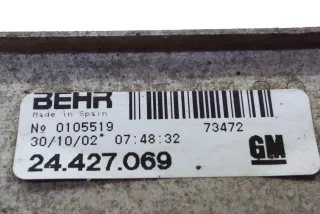 BEHR
Made in Spain
No 0105519 73472
30/10/02 07:48:32
24.427.069 GM